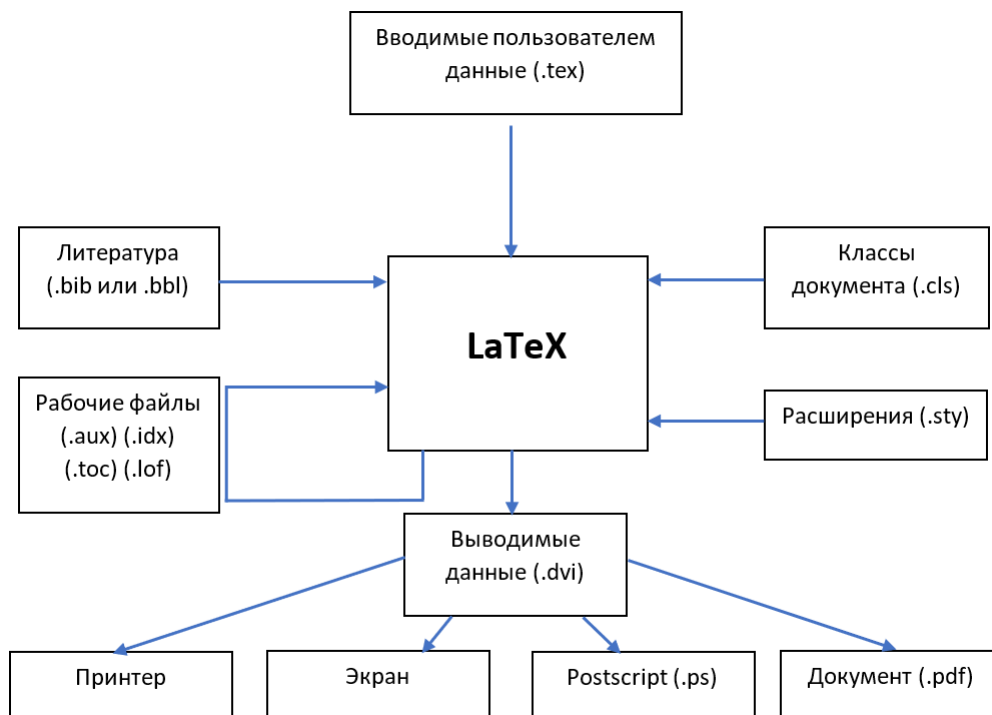 Вводимые пользователем
данные (.tex)
Литература
(.bib или .bbl)
Классы
документа (.cls)
LaTeX
Рабочие файлы
(.aux) (.idx)
(.toc) (.lof)
Расширения (.sty)
Выводимые
данные (.dvi)
Принтер
Экран
Postscript (.ps)
Документ (.pdf)